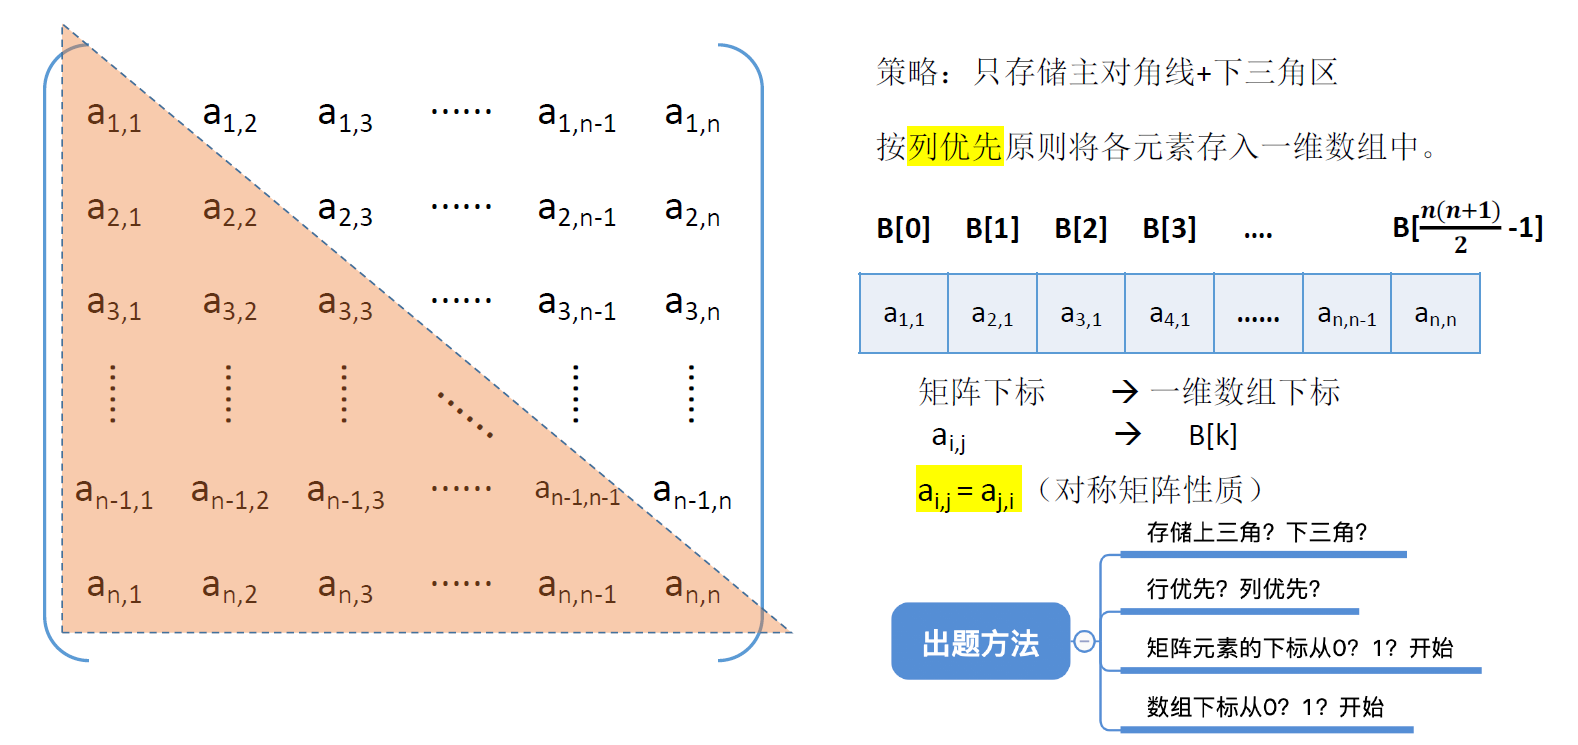 a1,1 a1,2 a1,3 ⋯⋯ a1,n-1 a1,n
a2,1 a2,2 a2,3 ⋯⋯ a2,n-1 a2,n
a3,1 a3,2 a3,3 ⋯⋯ a3,n-1 a3,n
an-1,1 an-1,2 an-1,3 ⋯⋯ an-1,n-1 an-1,n
an,1 an,2 an,3 ⋯⋯ an,n-1 an,n
策略：只存储主对角线+下三角区
按列优先原则将各元素存入一维数组中。
B[0] B[1] B[2] B[3] .... B[n(n+1)/2 -1]
a1,1 a2,1 a3,1 a4,1 ...... an,n-1 an,n
矩阵下标 → 一维数组下标
ai,j → B[k]
ai,j = aj,i（对称矩阵性质）
存储上三角？下三角？
行优先？列优先？
出题方法
矩阵元素的下标从0？1？开始
数组下标从0？1？开始